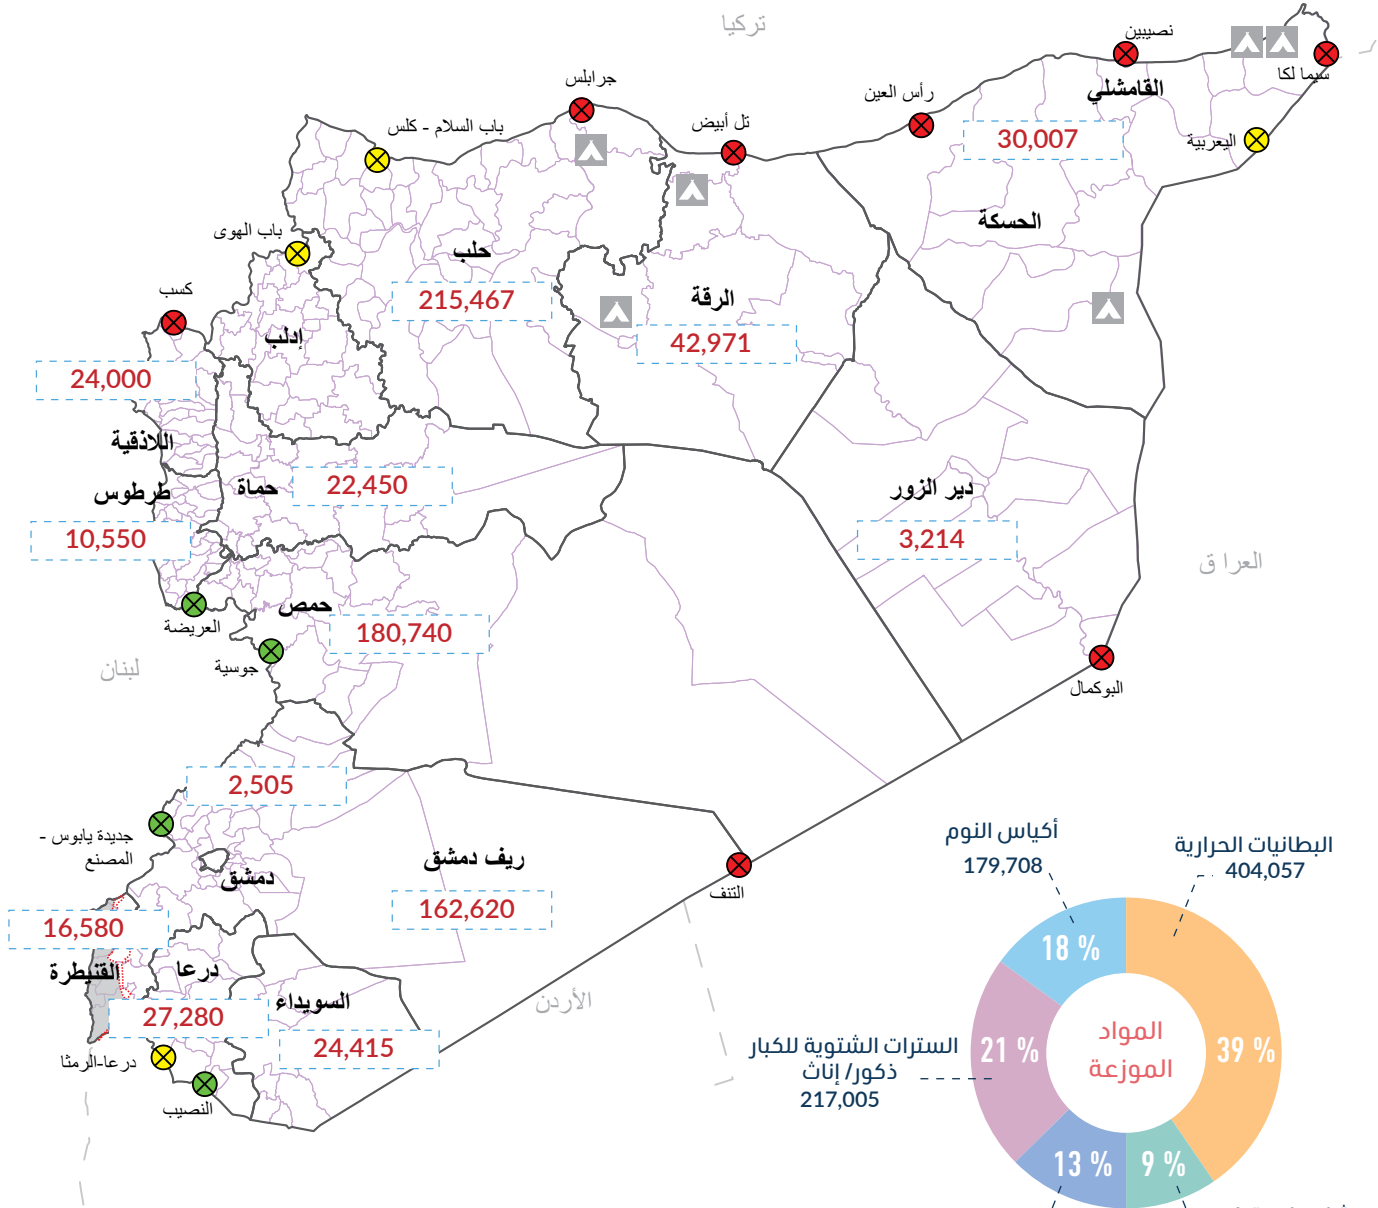 تركيا
نصيبين
سيما لكا
القامشلي
جرابلس
رأس العين
تل أبيض
باب السلام - كلس
30,007
اليعربية
الحسكة
باب الهوى
حلب
215,467
كسب
الرقة
42,971
إدلب
24,000
اللاذقية
طرطوس
حماة
22,450
دير الزور
3,214
10,550
العراق
حمص
180,740
العريضة
جوسية
لبنان
البوكمال
2,505
جديدة يابوس -
المصنع
ريف دمشق
162,620
دمشق
التنف
16,580
القنيطرة
درعا
السويداء
27,280
24,415
الأردن
درعا-الرمثا
النصيب
أكياس النوم
179,708
البطانيات الحرارية
404,057
18 %
39 %
21 %
13 %
9 %
المواد
الموزعة
السترات الشتوية للكبار
ذكور/ إناث
217,005